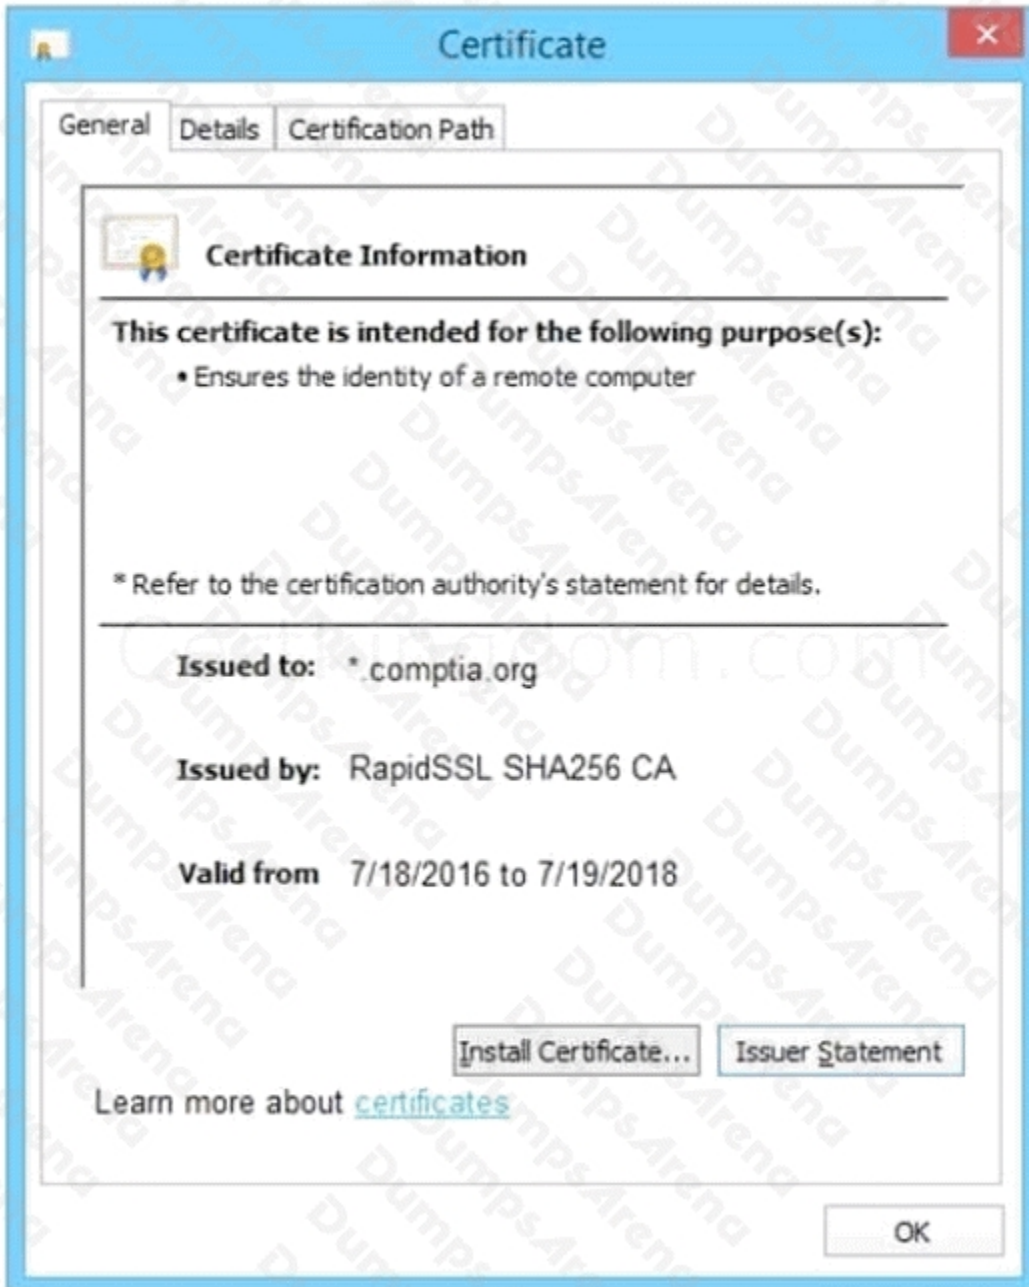 Certificate
General Details Certification Path
Certificate Information
This certificate is intended for the following purpose(s):
• Ensures the identity of a remote computer
* Refer to the certification authority's statement for details.
Issued to: *.comptia.org
Issued by: RapidSSL SHA256 CA
Valid from 7/18/2016 to 7/19/2018
Install Certificate... Issuer Statement
Learn more about certificates
OK
DumpsArena